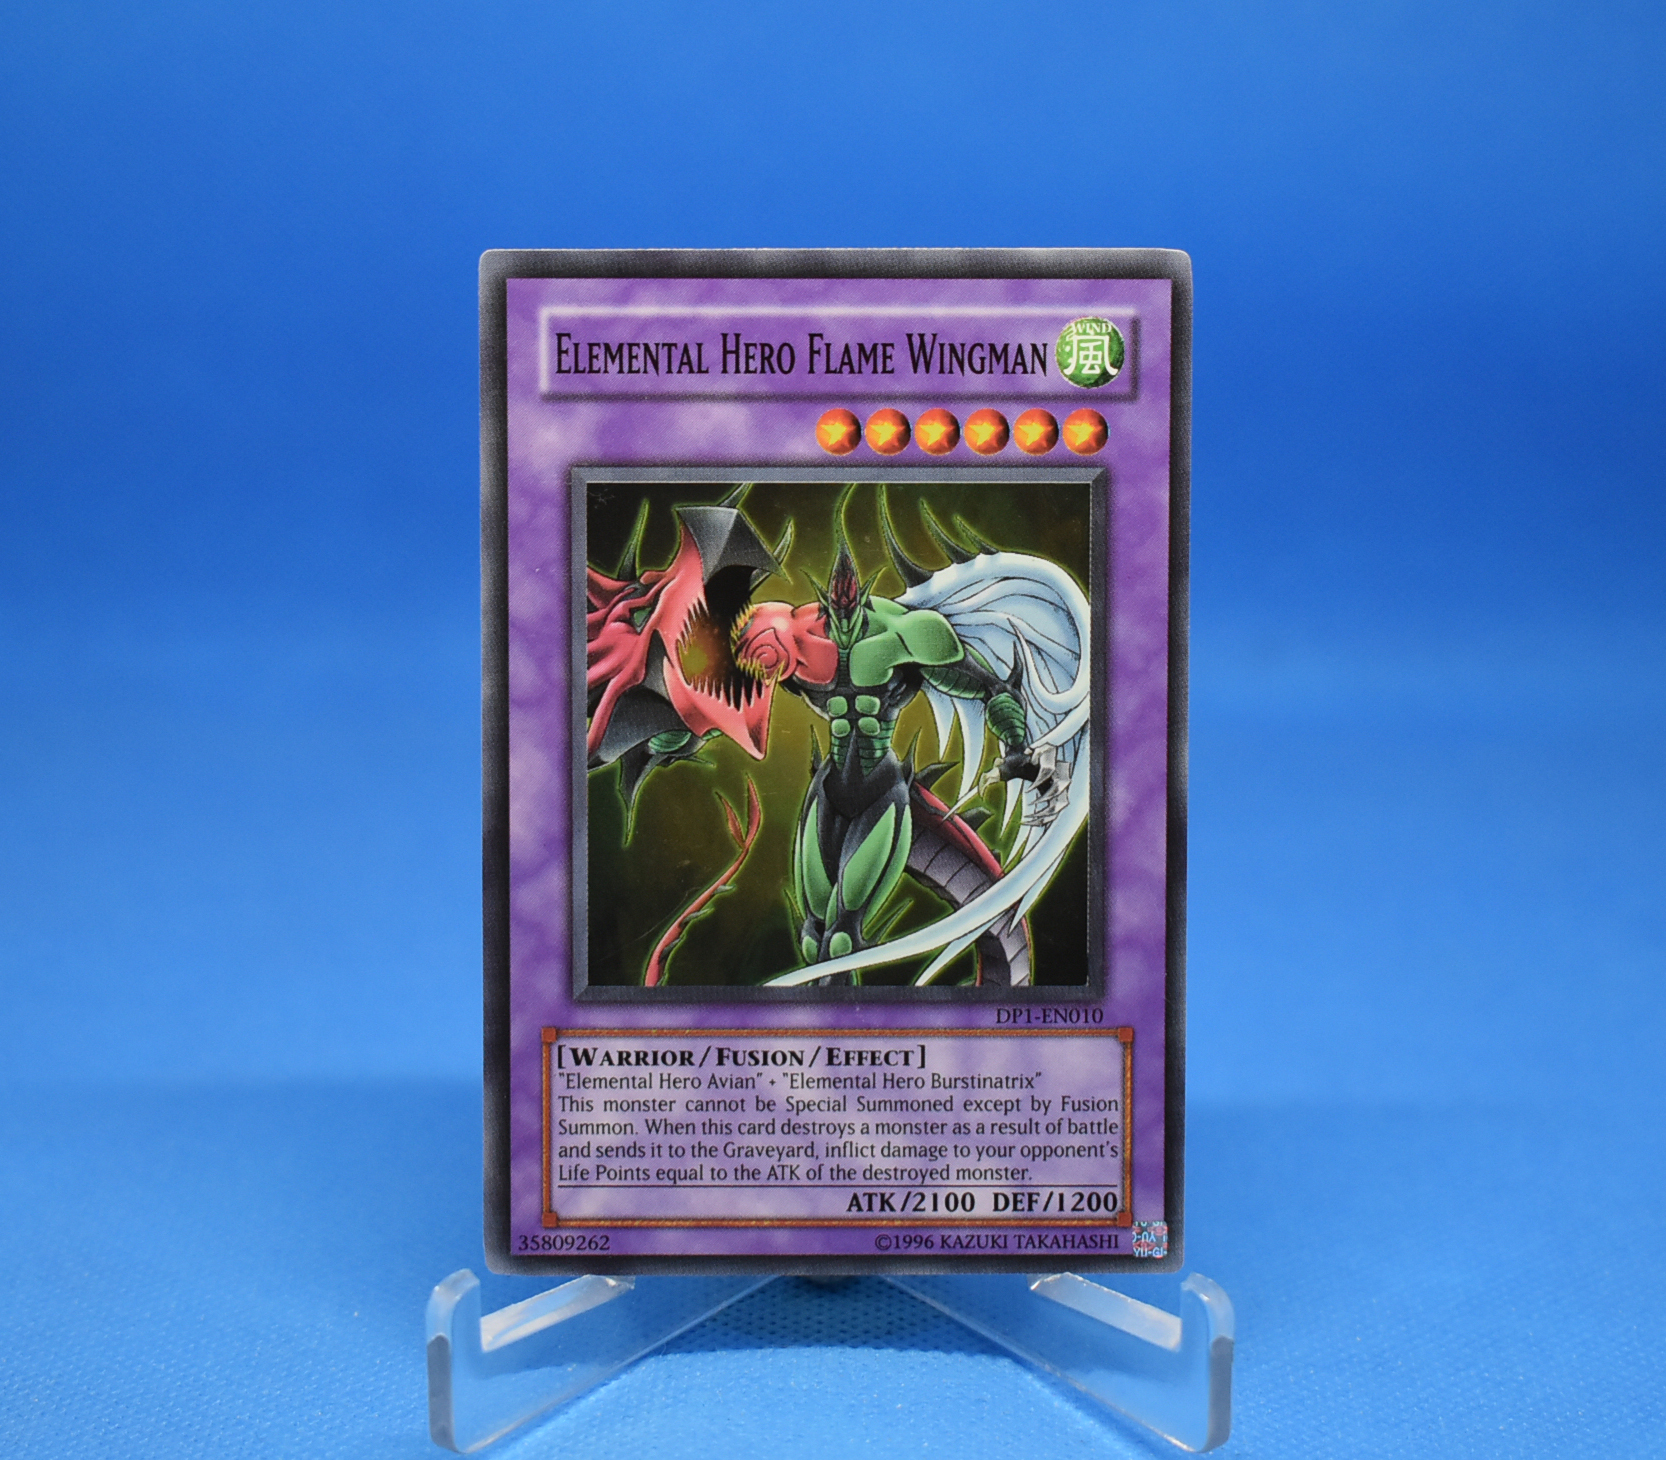 Elemental Hero Flame Wingman
WIND
風
DP1-EN010
[Warrior/Fusion/Effect]
"Elemental Hero Avian" + "Elemental Hero Burstinatrix"
This monster cannot be Special Summoned except by Fusion
Summon. When this card destroys a monster as a result of battle
and sends it to the Graveyard, inflict damage to your opponent's
Life Points equal to the ATK of the destroyed monster.
ATK/2100 DEF/1200
35809262 ©1996 KAZUKI TAKAHASHI